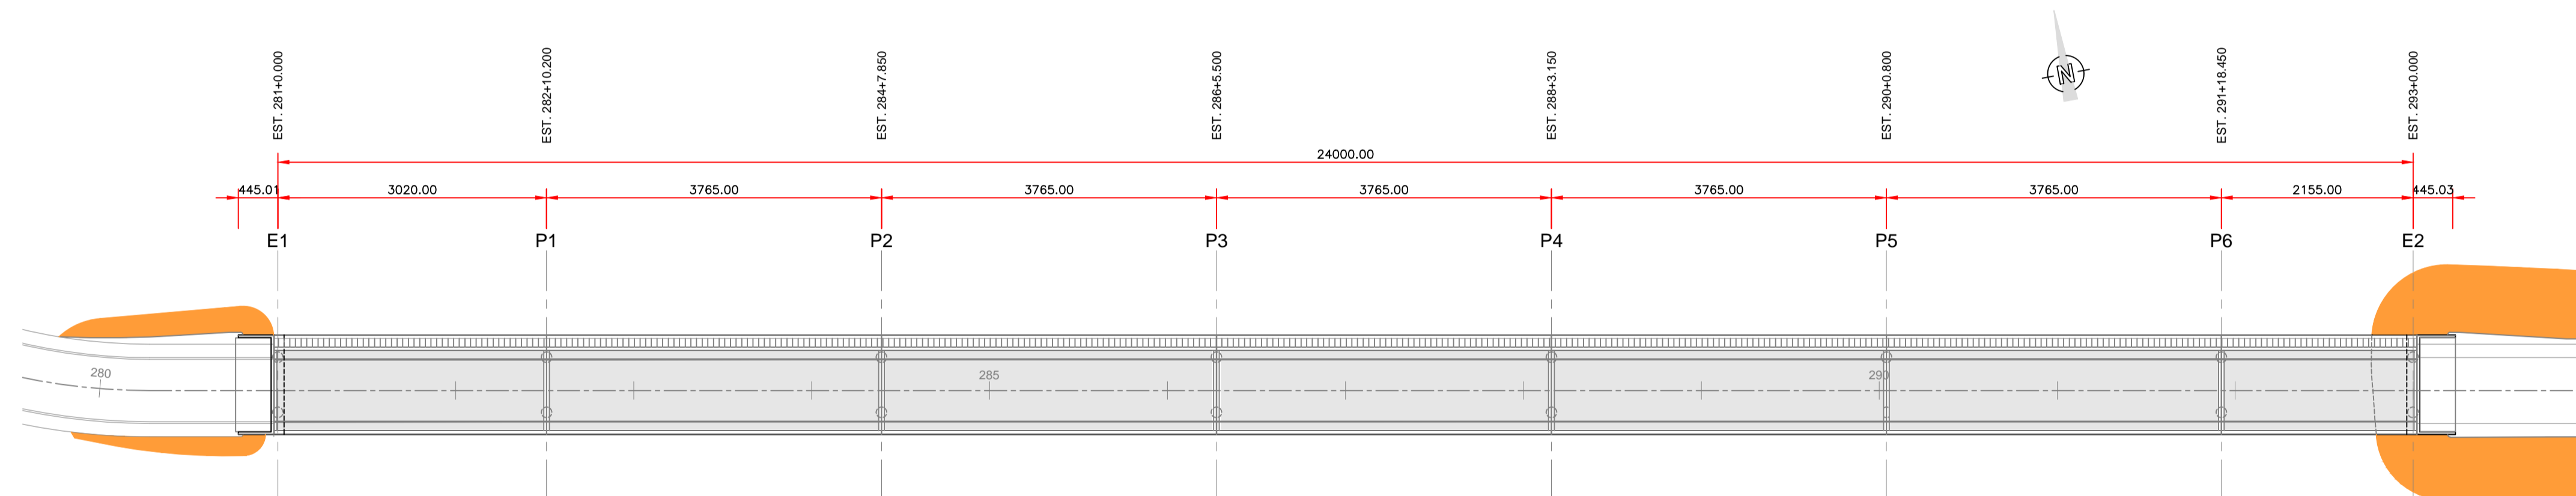 EST. 281+0.000
EST. 282+10.200
EST. 284+7.850
EST. 286+5.500
EST. 288+3.150
EST. 290+0.800
EST. 291+18.450
EST. 293+0.000
N
24000.00
445.01
3020.00
3765.00
3765.00
3765.00
3765.00
3765.00
2155.00
445.03
E1
P1
P2
P3
P4
P5
P6
E2
280
285
290